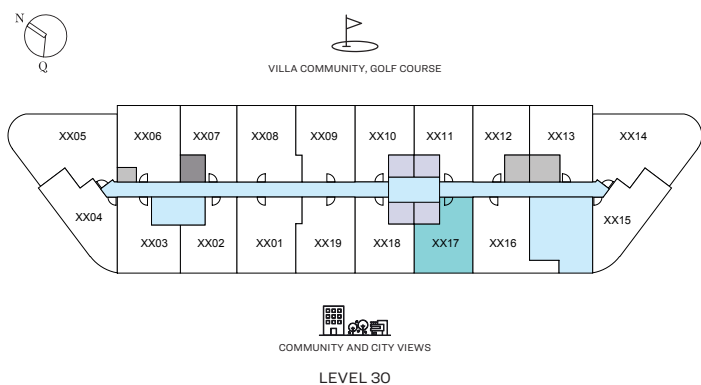 N
Q
VILLA COMMUNITY, GOLF COURSE
XX05 XX06 XX07 XX08 XX09 XX10 XX11 XX12 XX13 XX14
XX04 XX03 XX02 XX01 XX19 XX18 XX17 XX16 XX15
COMMUNITY AND CITY VIEWS
LEVEL 30